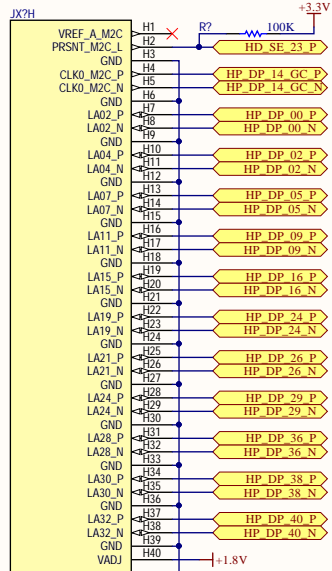 +3.3V
JX?H
R? 100K
VREF_A_M2C H1
PRSNT_M2C_L H2 HD_SE_23_P
GND H3
CLK0_M2C_P H4 HP_DP_14_GC_P
CLK0_M2C_N H5 HP_DP_14_GC_N
GND H6
LA02_P H7 HP_DP_00_P
LA02_N H8 HP_DP_00_N
GND H9
LA04_P H10 HP_DP_02_P
LA04_N H11 HP_DP_02_N
GND H12
LA07_P H13 HP_DP_05_P
LA07_N H14 HP_DP_05_N
GND H15
LA11_P H16 HP_DP_09_P
LA11_N H17 HP_DP_09_N
GND H18
LA15_P H19 HP_DP_16_P
LA15_N H20 HP_DP_16_N
GND H21
LA19_P H22 HP_DP_24_P
LA19_N H23 HP_DP_24_N
GND H24
LA21_P H25 HP_DP_26_P
LA21_N H26 HP_DP_26_N
GND H27
LA24_P H28 HP_DP_29_P
LA24_N H29 HP_DP_29_N
GND H30
LA28_P H31 HP_DP_36_P
LA28_N H32 HP_DP_36_N
GND H33
LA30_P H34 HP_DP_38_P
LA30_N H35 HP_DP_38_N
GND H36
LA32_P H37 HP_DP_40_P
LA32_N H38 HP_DP_40_N
GND H39
VADJ H40 +1.8V